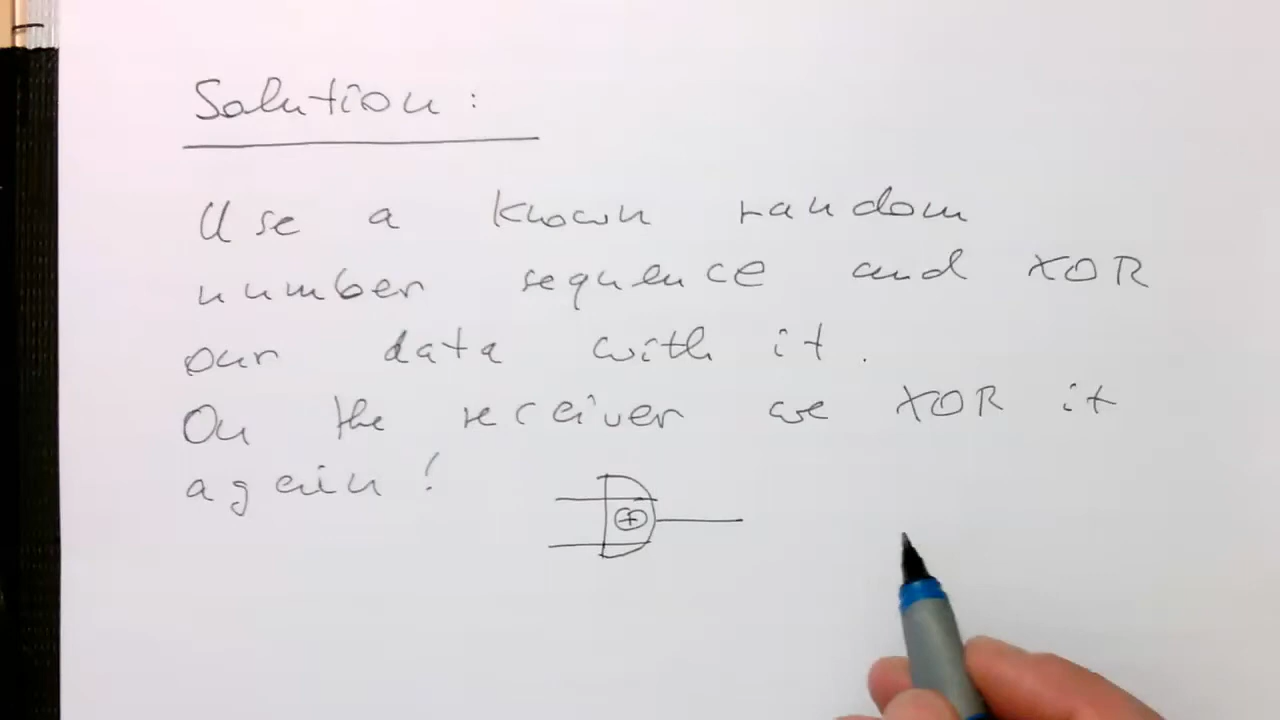 Solution:
Use a known random
number sequence and XOR
our data with it.
On the receiver we XOR it
again!